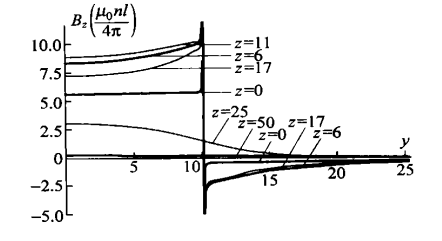 B_z(μ₀nI/4π)
10.0
7.5
5.0
2.5
0
−2.5
−5.0
z=11
z=6
z=17
z=0
z=25
z=50
z=0
z=17
z=6
y
5
10
15
20
25